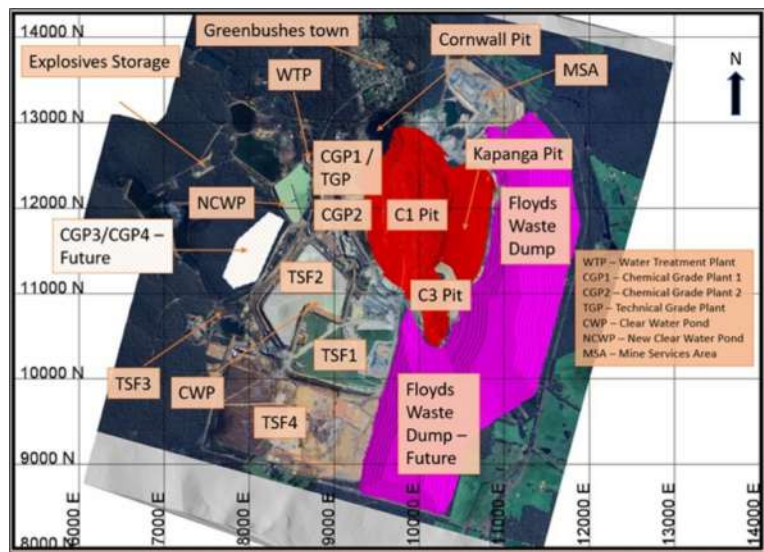 14000 N
Greenbushes town
Cornwall Pit
N
Explosives Storage
WTP
MSA
13000 N
CGP1 /
TGP
Kapanga Pit
12000 N
NCWP
CGP2
C1 Pit
Floyds
Waste
Dump
CGP3/CGP4 –
Future
TSF2
WTP – Water Treatment Plant
CGP1 – Chemical Grade Plant 1
CGP2 – Chemical Grade Plant 2
TGP – Technical Grade Plant
CWP – Clear Water Pond
NCWP – New Clear Water Pond
MSA – Mine Services Area
11000 N
C3 Pit
TSF1
10000 N
TSF3
CWP
TSF4
Floyds
Waste
Dump –
Future
9000 N
8000 N
6000 E
7000 E
8000 E
9000 E
10000 E
11000 E
12000 E
13000 E
14000 E